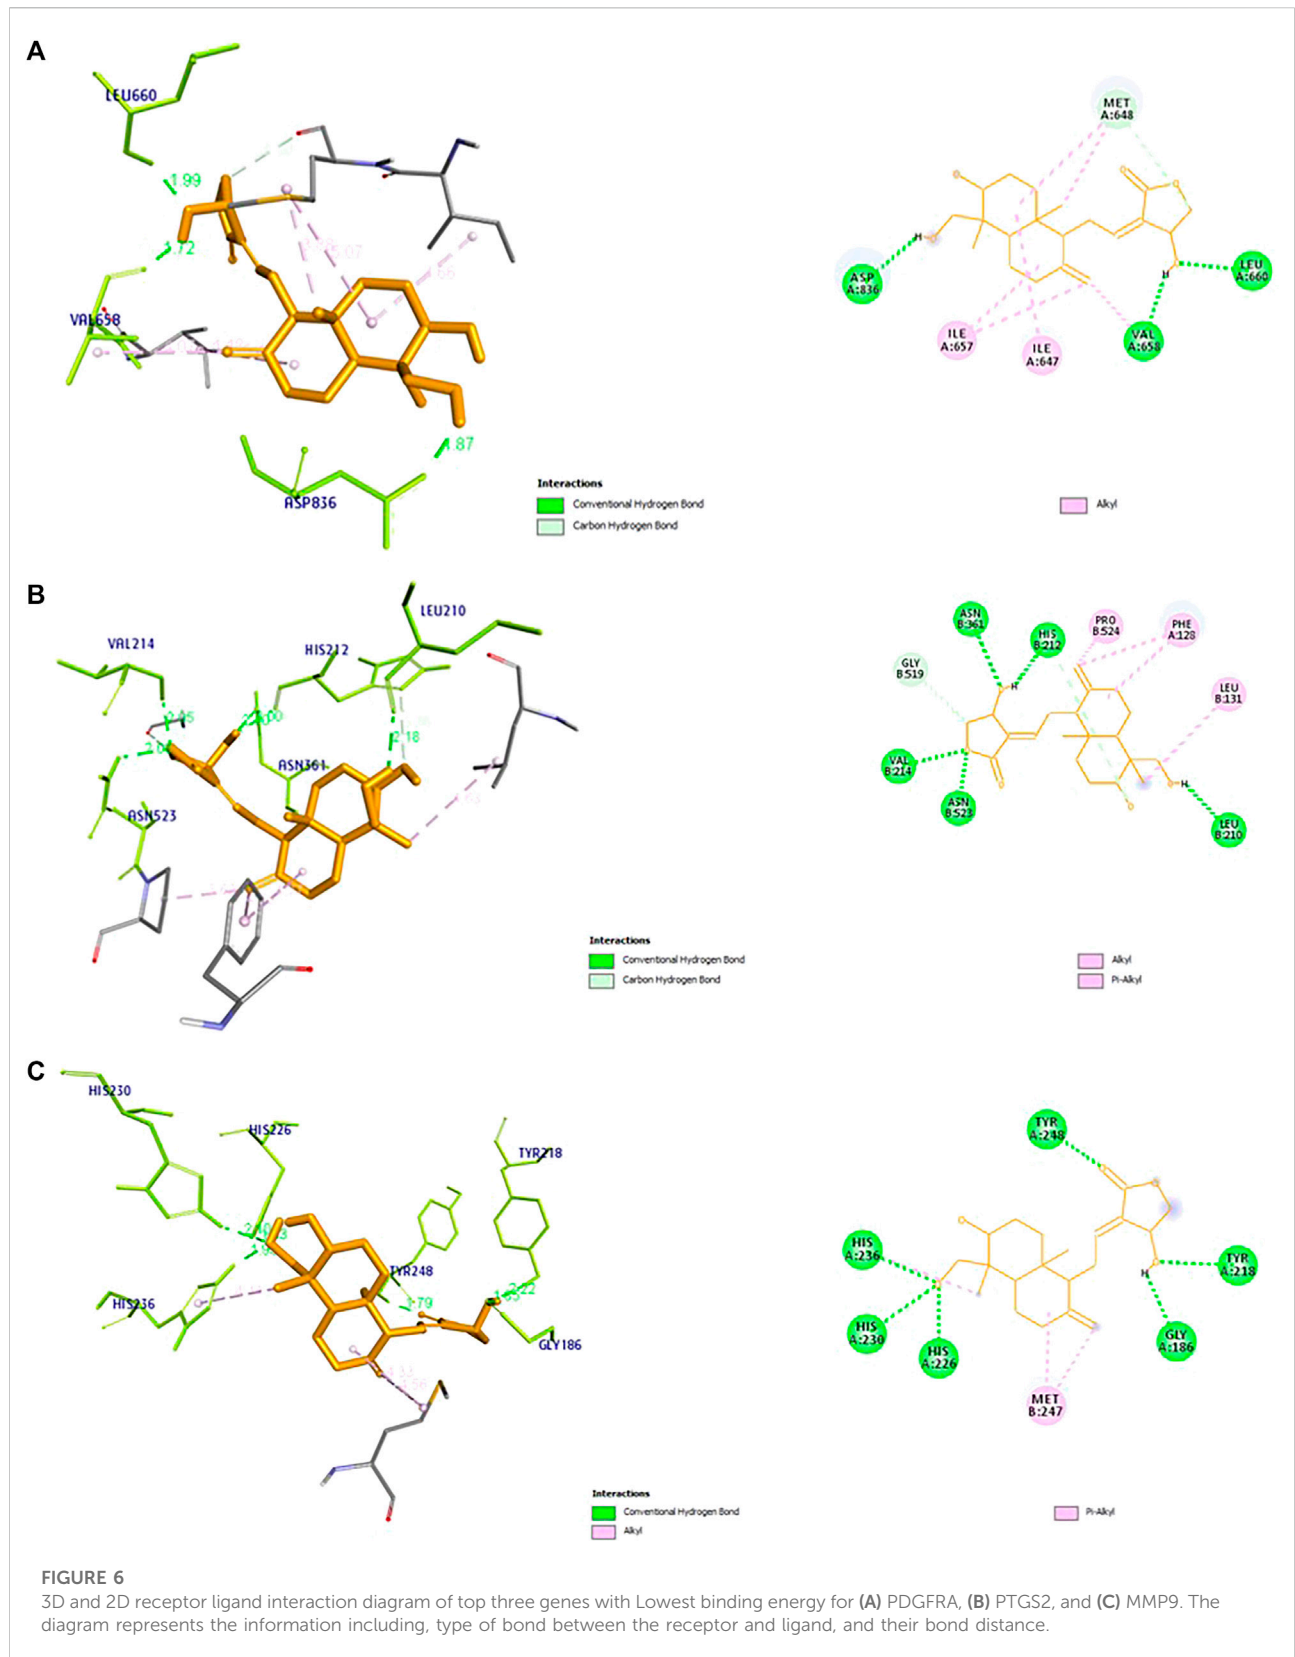 A
LEU660
1.99
1.72
VAL658
5.07
1.87
ASP836
Interactions
Conventional Hydrogen Bond
Carbon Hydrogen Bond
MET
A:648
O
O
O
H
ASP
A:836
H
LEU
A:660
ILE
A:657
ILE
A:647
VAL
A:658
Alkyl
B
LEU210
VAL214
HIS212
2.18
ASN361
ASN523
Interactions
Conventional Hydrogen Bond
Carbon Hydrogen Bond
ASN
B:361
HIS
B:212
PRO
B:524
PHE
A:128
GLY
B:519
LEU
B:131
H
VAL
B:214
ASN
B:523
H
LEU
B:210
Alkyl
Pi-Alkyl
C
HIS230
HIS226
TYR218
TYR248
HIS236
1.79
2.22
GLY186
Interactions
Conventional Hydrogen Bond
Alkyl
TYR
A:248
HIS
A:236
TYR
A:218
H
HIS
A:230
HIS
A:226
GLY
A:186
MET
B:247
Pi-Alkyl
FIGURE 6
3D and 2D receptor ligand interaction diagram of top three genes with Lowest binding energy for (A) PDGFRA, (B) PTGS2, and (C) MMP9. The
diagram represents the information including, type of bond between the receptor and ligand, and their bond distance.